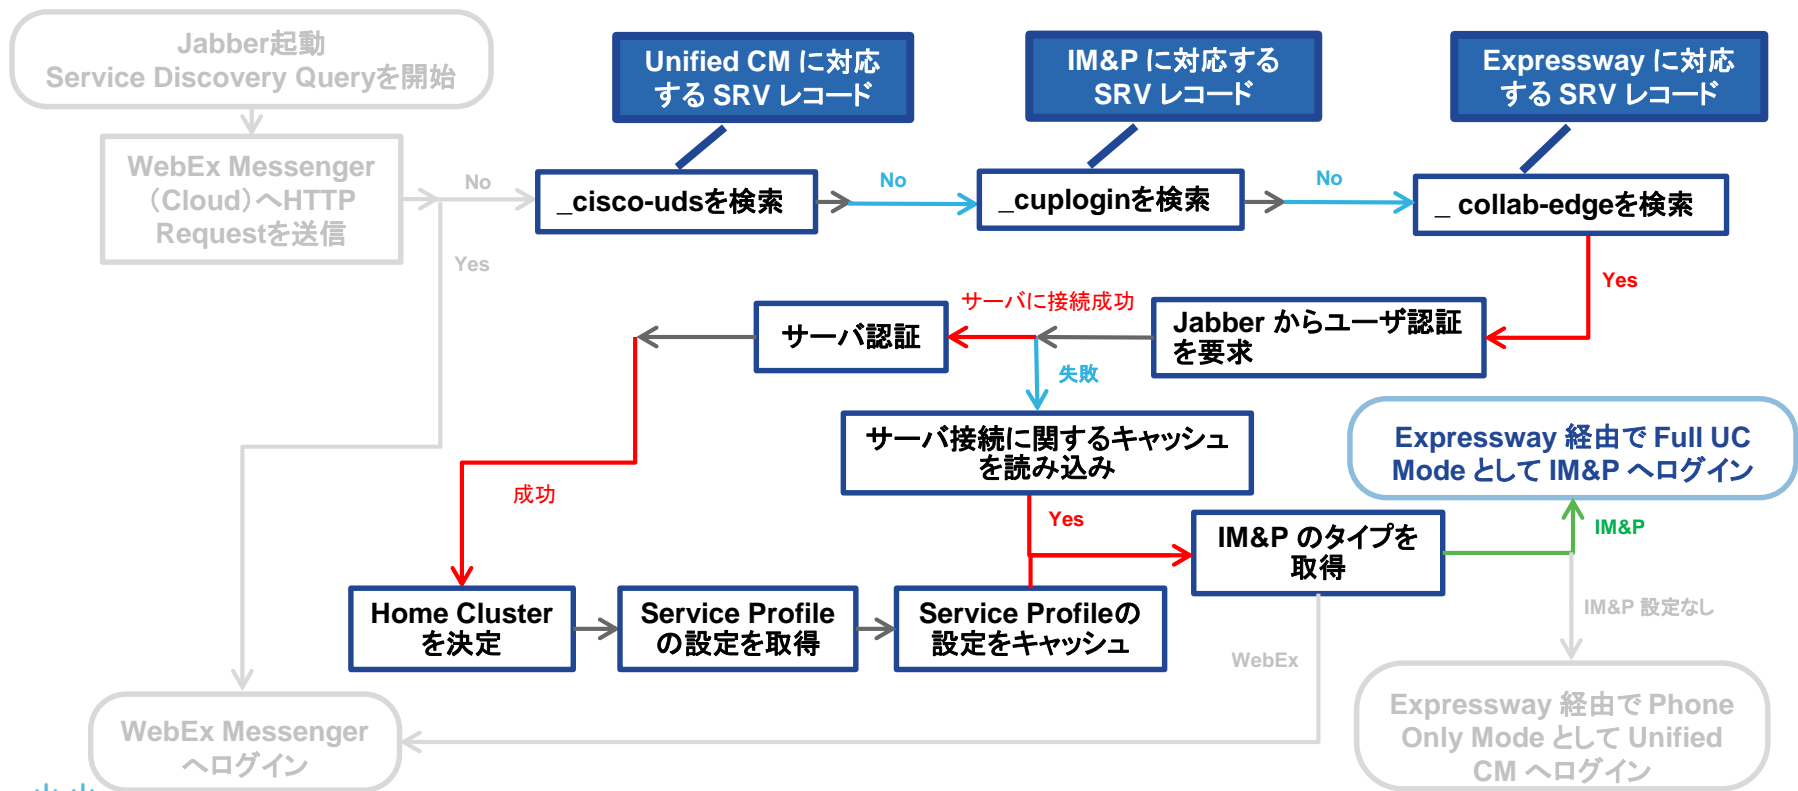 Jabber起動
Service Discovery Queryを開始
Unified CM に対応
する SRV レコード
IM&P に対応する
SRV レコード
Expressway に対応
する SRV レコード
WebEx Messenger
（Cloud）へHTTP
Requestを送信
No
_cisco-udsを検索
No
_cuploginを検索
No
_ collab-edgeを検索
Yes
Yes
サーバに接続成功
Jabber からユーザ認証
を要求
サーバ認証
失敗
サーバ接続に関するキャッシュ
を読み込み
Expressway 経由で Full UC
Mode として IM&P へログイン
成功
Yes
IM&P のタイプを
取得
IM&P
Home Cluster
を決定
Service Profile
の設定を取得
Service Profileの
設定をキャッシュ
IM&P 設定なし
WebEx
WebEx Messenger
へログイン
Expressway 経由で Phone
Only Mode として Unified
CM へログイン